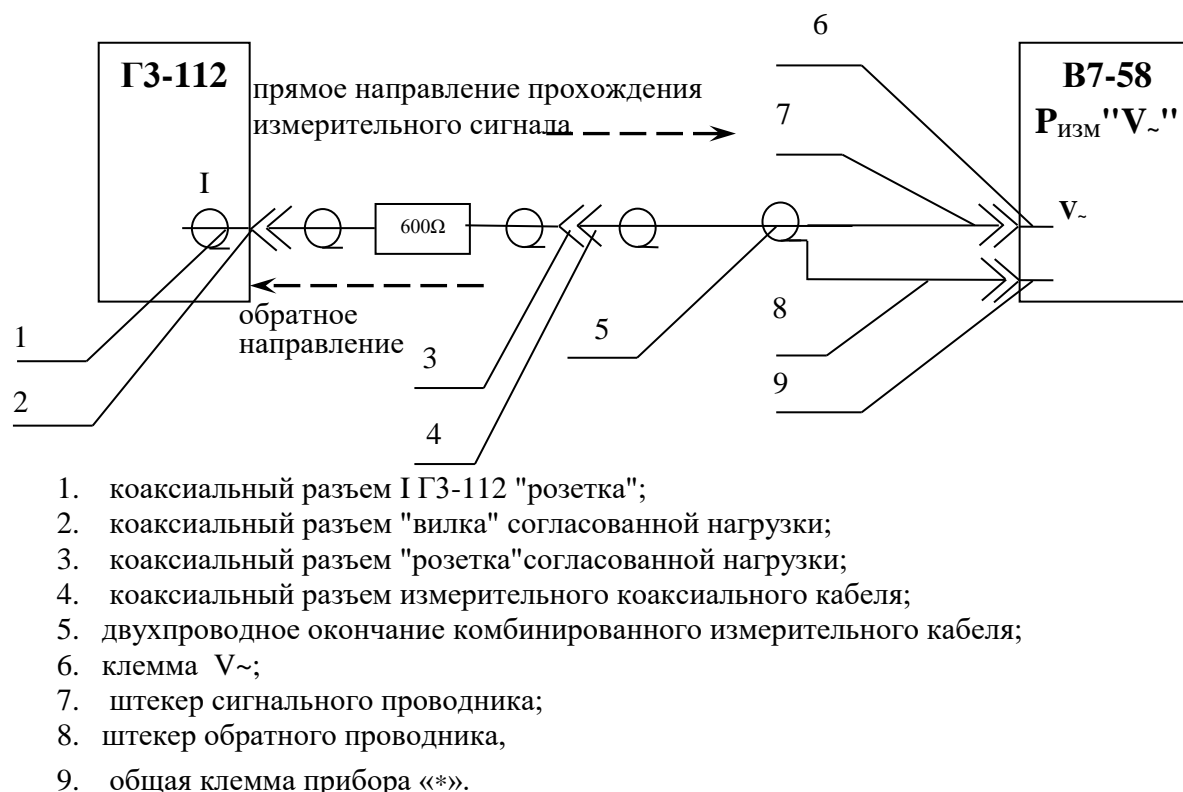 6
Г3-112
В7-58
прямое направление прохождения
измерительного сигнала
Pизм"V~"
7
I
V~
600Ω
обратное
направление
1
2
3
4
5
8
9
1. коаксиальный разъем I Г3-112 "розетка";
2. коаксиальный разъем "вилка" согласованной нагрузки;
3. коаксиальный разъем "розетка"согласованной нагрузки;
4. коаксиальный разъем измерительного коаксиального кабеля;
5. двухпроводное окончание комбинированного измерительного кабеля;
6. клемма V~;
7. штекер сигнального проводника;
8. штекер обратного проводника,
9. общая клемма прибора «*».